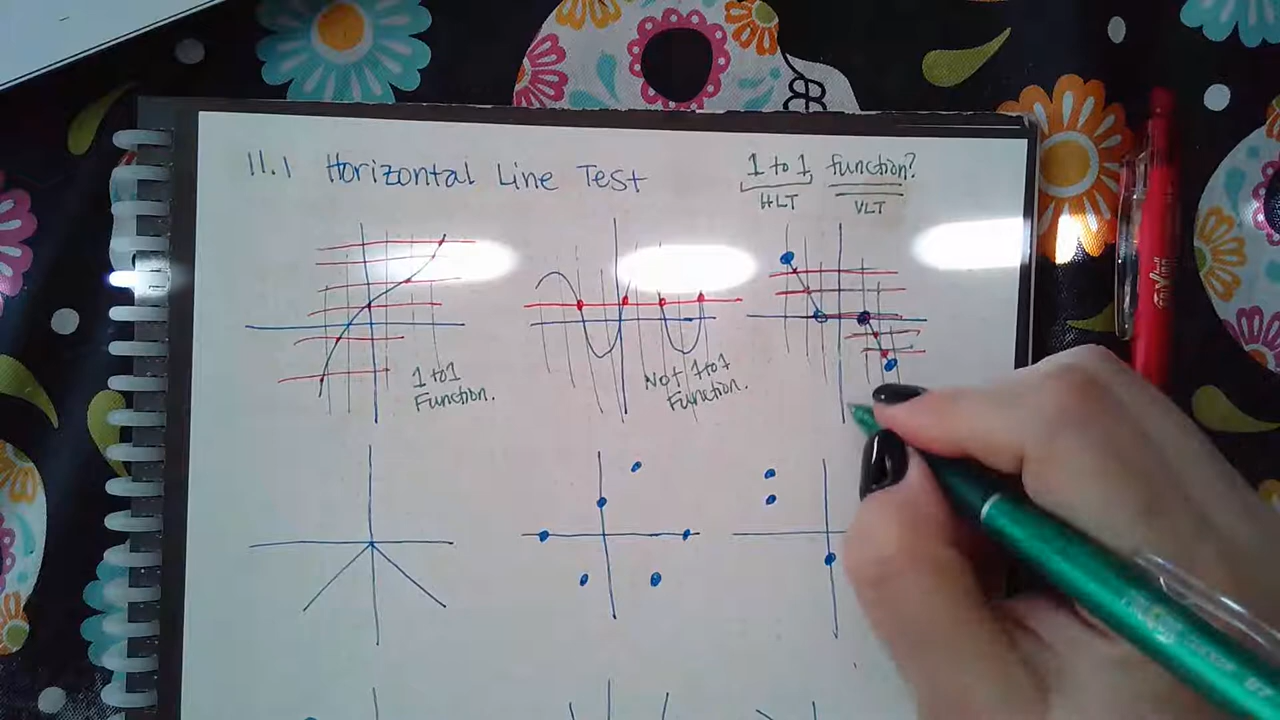 11.1 Horizontal Line Test
1 to 1, function?
HLT VLT
1 to 1
Function.
Not 1 to 1
Function.